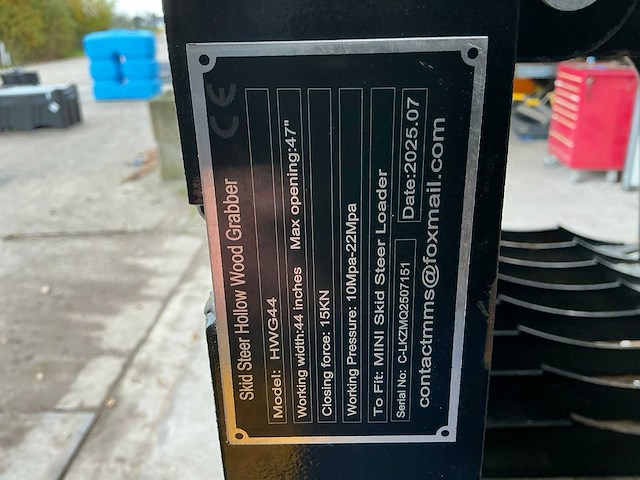 CE
Skid Steer Hollow Wood Grabber
Model: HWG44
Working width:44 inches Max opening:47"
Closing force: 15KN
Working Pressure: 10Mpa-22Mpa
To Fit: MINI Skid Steer Loader
Serial No: C-LKZMQ2507151 Date:2025.07
contactmms@foxmail.com